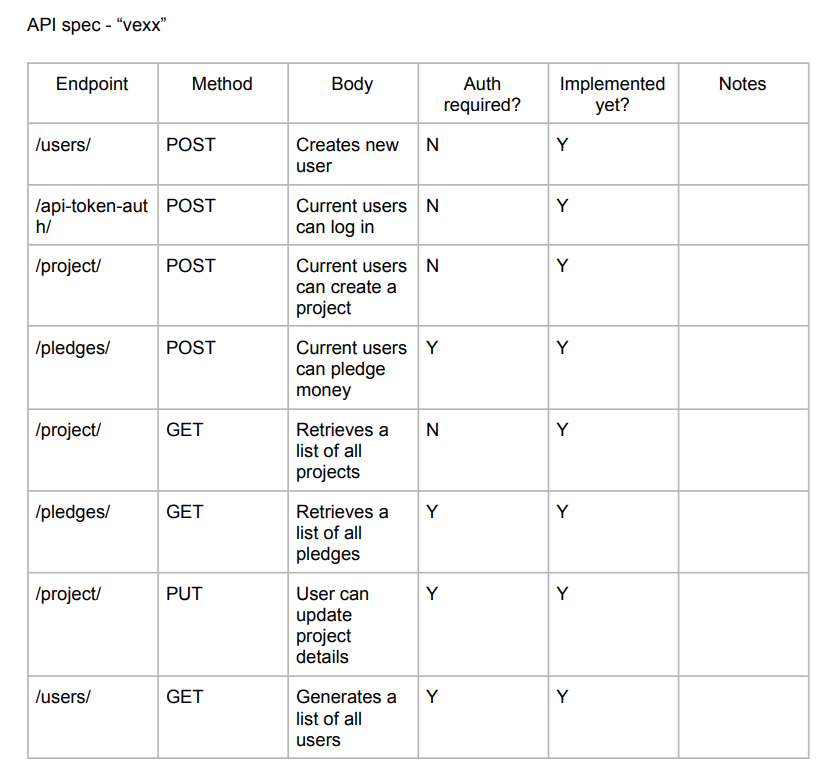 API spec - “vexx”
Endpoint Method Body Auth required? Implemented yet? Notes
/users/ POST Creates new user N Y
/api-token-auth/ POST Current users can log in N Y
/project/ POST Current users can create a project N Y
/pledges/ POST Current users can pledge money Y Y
/project/ GET Retrieves a list of all projects N Y
/pledges/ GET Retrieves a list of all pledges Y Y
/project/ PUT User can update project details Y Y
/users/ GET Generates a list of all users Y Y